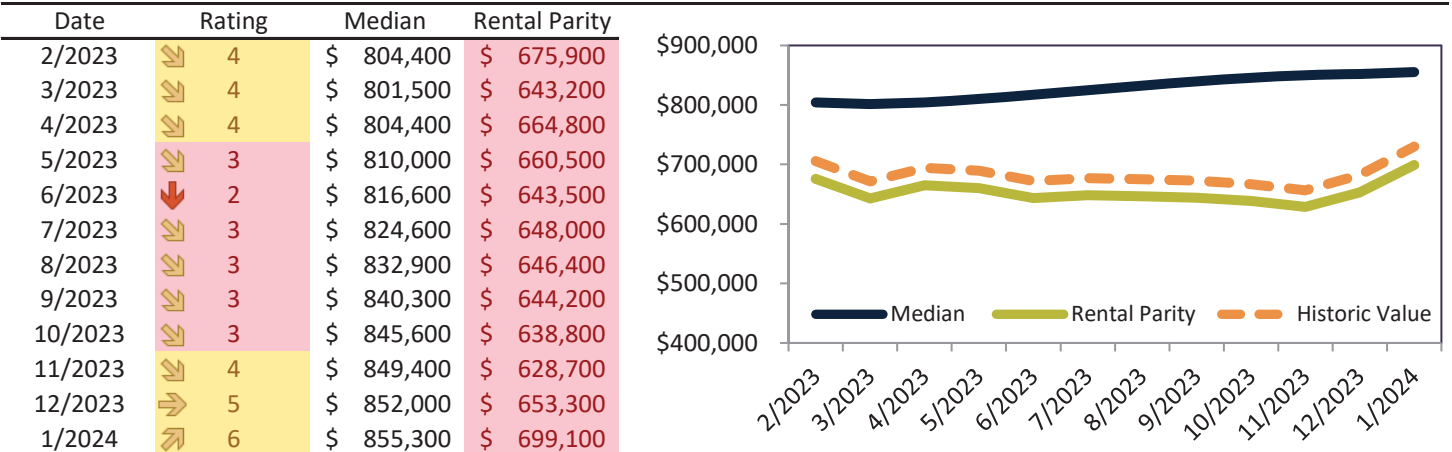 Date Rating Median Rental Parity
2/2023 4 $ 804,400 $ 675,900
3/2023 4 $ 801,500 $ 643,200
4/2023 4 $ 804,400 $ 664,800
5/2023 3 $ 810,000 $ 660,500
6/2023 2 $ 816,600 $ 643,500
7/2023 3 $ 824,600 $ 648,000
8/2023 3 $ 832,900 $ 646,400
9/2023 3 $ 840,300 $ 644,200
10/2023 3 $ 845,600 $ 638,800
11/2023 4 $ 849,400 $ 628,700
12/2023 5 $ 852,000 $ 653,300
1/2024 6 $ 855,300 $ 699,100
$900,000
$800,000
$700,000
$600,000
$500,000
$400,000
Median Rental Parity Historic Value
2/2023 3/2023 4/2023 5/2023 6/2023 7/2023 8/2023 9/2023 10/2023 11/2023 12/2023 1/2024